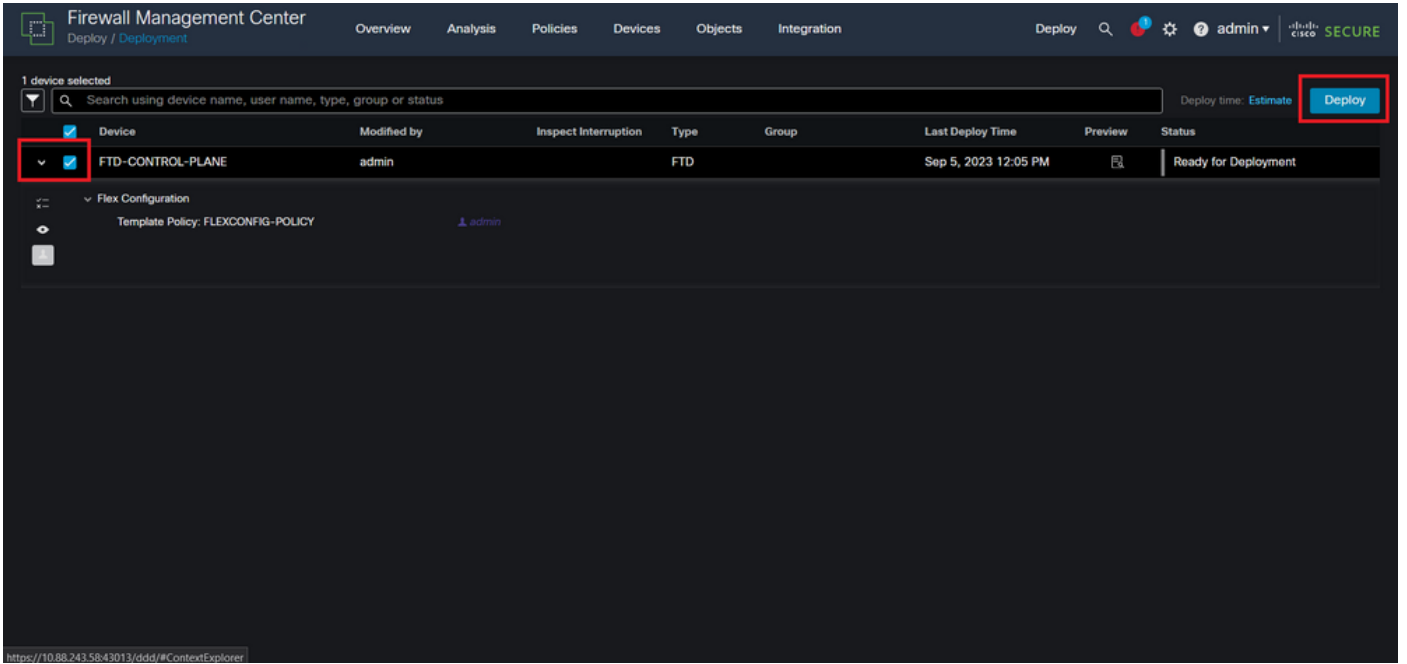 Firewall Management Center
Deploy / Deployment
Overview Analysis Policies Devices Objects Integration Deploy 1 admin cisco SECURE
1 device selected
Search using device name, user name, type, group or status
Deploy time: Estimate Deploy
Device Modified by Inspect Interruption Type Group Last Deploy Time Preview Status
FTD-CONTROL-PLANE admin FTD Sep 5, 2023 12:05 PM Ready for Deployment
Flex Configuration
Template Policy: FLEXCONFIG-POLICY admin
https://10.88.243.58:43013/ddd/#ContextExplorer